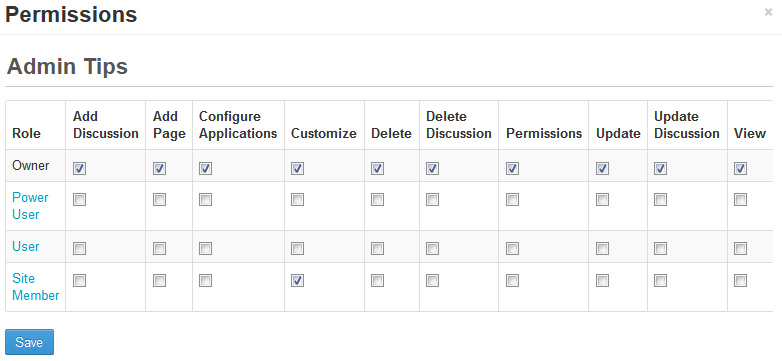 Permissions
×
Admin Tips
Role Add Discussion Add Page Configure Applications Customize Delete Delete Discussion Permissions Update Update Discussion View
Owner
Power
User
User
Site
Member
Save